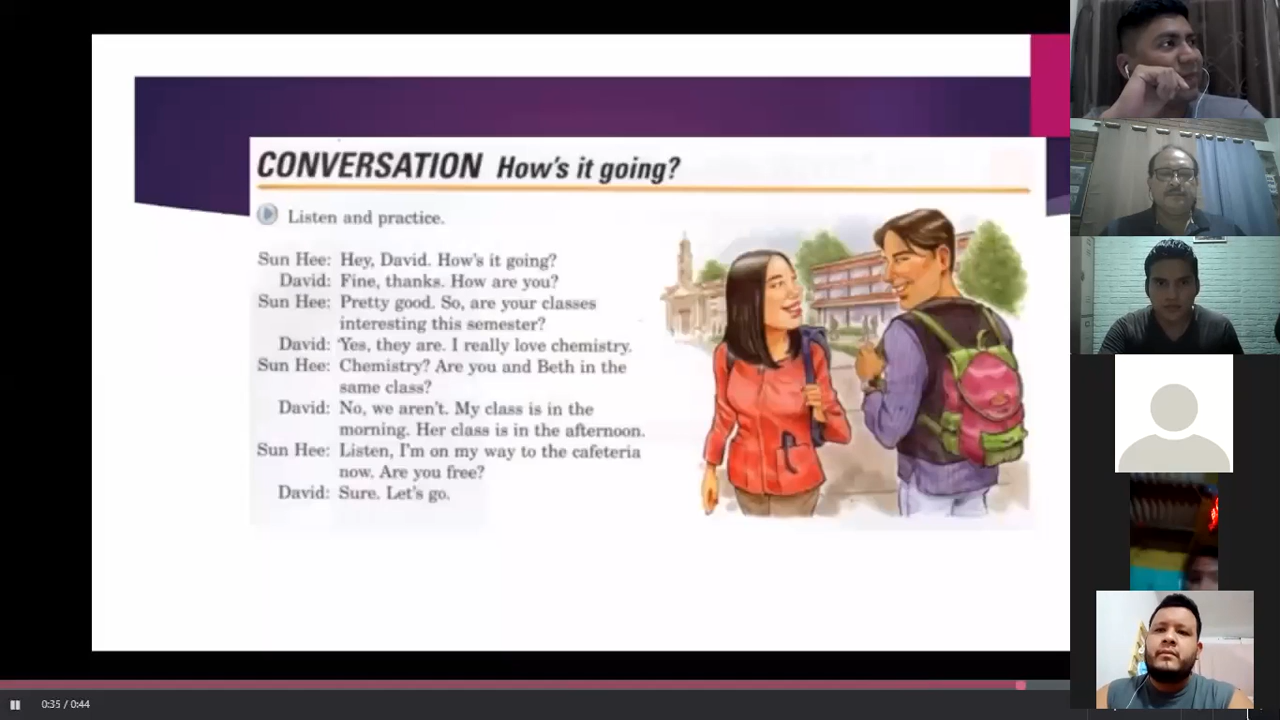 CONVERSATION How's it going?
Listen and practice.
Sun Hee: Hey, David. How's it going?
David: Fine, thanks. How are you?
Sun Hee: Pretty good. So, are your classes
interesting this semester?
David: Yes, they are. I really love chemistry.
Sun Hee: Chemistry? Are you and Beth in the
same class?
David: No, we aren't. My class is in the
morning. Her class is in the afternoon.
Sun Hee: Listen, I'm on my way to the cafeteria
now. Are you free?
David: Sure. Let's go.
0:35 / 0:44